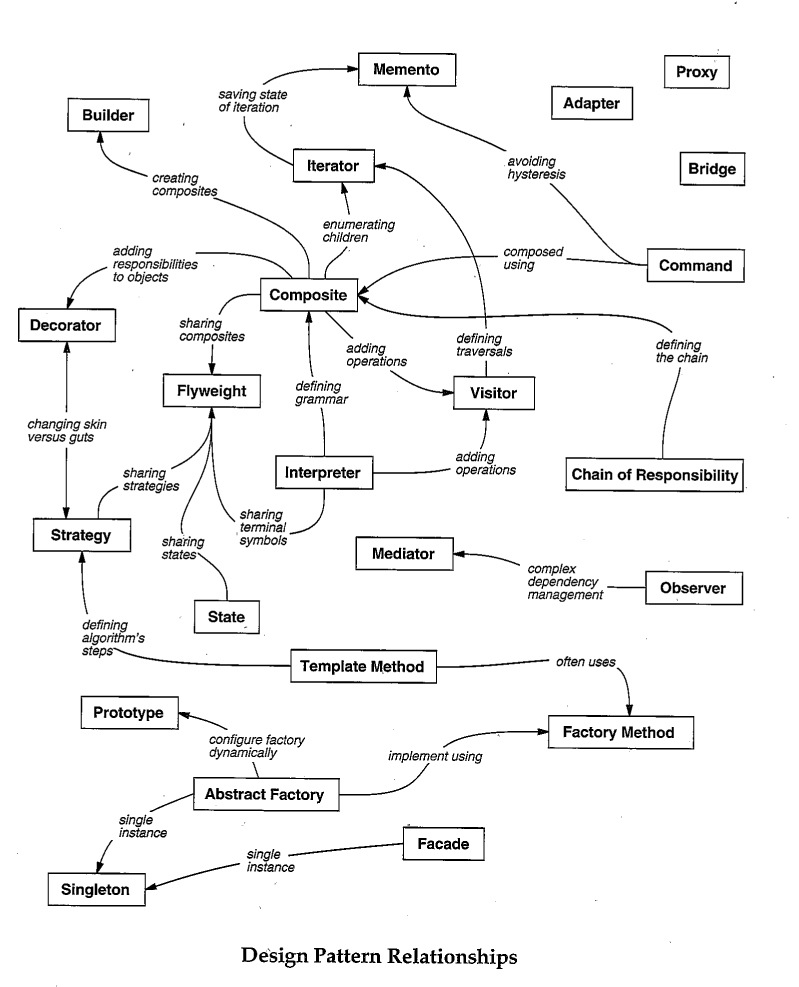 Memento
Proxy
saving state
of iteration
Adapter
Builder
Iterator
avoiding
hysteresis
Bridge
creating
composites
enumerating
children
adding
responsibilities
to objects
composed
using
Command
Composite
Decorator
sharing
composites
adding
operations
defining
traversals
defining
the chain
Flyweight
defining
grammar
Visitor
changing skin
versus guts
sharing
strategies
Interpreter
adding
operations
Chain of Responsibility
sharing
terminal
symbols
Strategy
sharing
states
Mediator
complex
dependency
management
Observer
State
defining
algorithm's
steps
Template Method
often uses
Prototype
Factory Method
configure factory
dynamically
implement using
Abstract Factory
single
instance
Facade
single
instance
Singleton
Design Pattern Relationships